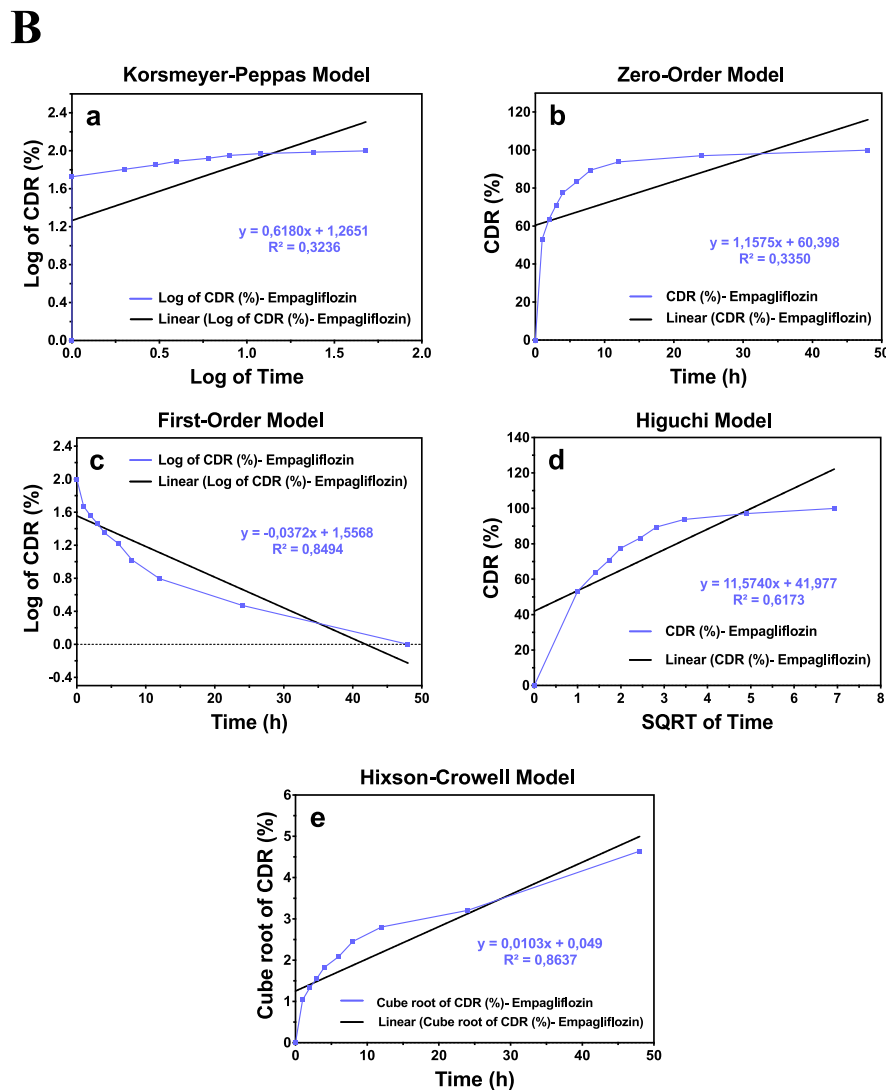 B
Korsmeyer-Peppas Model
a
Log of CDR (%)
2.4
2.0
1.6
1.2
0.8
0.4
0.0
y = 0,6180x + 1,2651
R² = 0,3236
Log of CDR (%)- Empagliflozin
Linear (Log of CDR (%)- Empagliflozin)
0.0 0.5 1.0 1.5 2.0
Log of Time
Zero-Order Model
b
CDR (%)
120
100
80
60
40
20
0
y = 1,1575x + 60,398
R² = 0,3350
CDR (%)- Empagliflozin
Linear (CDR (%)- Empagliflozin)
0 10 20 30 40 50
Time (h)
First-Order Model
c
Log of CDR (%)
2.4
2.0
1.6
1.2
0.8
0.4
0.0
-0.4
Log of CDR (%)- Empagliflozin
Linear (Log of CDR (%)- Empagliflozin)
y = -0,0372x + 1,5568
R² = 0,8494
0 10 20 30 40 50
Time (h)
Higuchi Model
d
CDR (%)
140
120
100
80
60
40
20
0
y = 11,5740x + 41,977
R² = 0,6173
CDR (%)- Empagliflozin
Linear (CDR (%)- Empagliflozin)
0 1 2 3 4 5 6 7 8
SQRT of Time
Hixson-Crowell Model
e
Cube root of CDR (%)
6
5
4
3
2
1
0
y = 0,0103x + 0,049
R² = 0,8637
Cube root of CDR (%)- Empagliflozin
Linear (Cube root of CDR (%)- Empagliflozin)
0 10 20 30 40 50
Time (h)